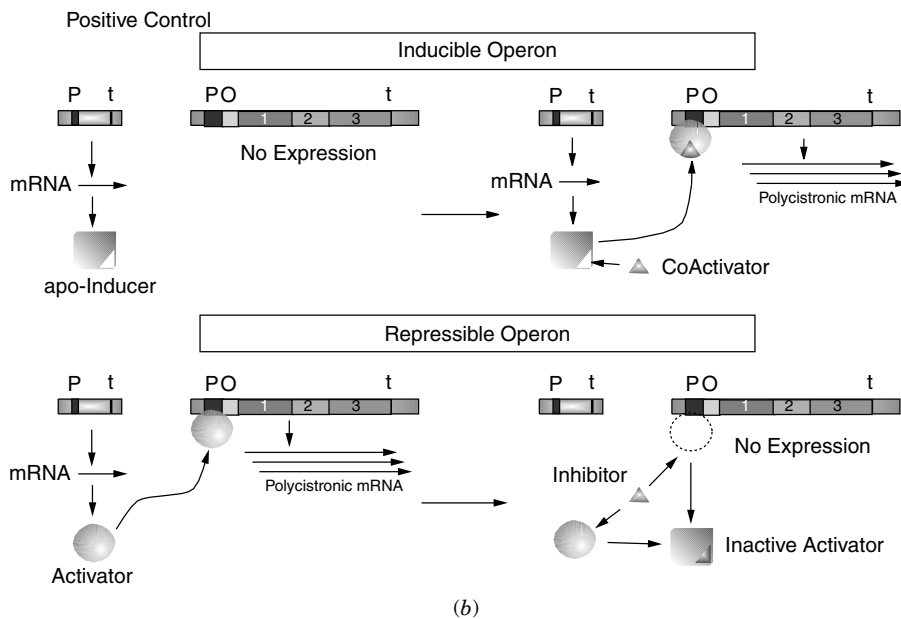 Positive Control
Inducible Operon
P t
P O t
1 2 3
No Expression
mRNA
apo-Inducer
P t
P O
1 2 3
mRNA
Polycistronic mRNA
CoActivator
Repressible Operon
P t
P O t
1 2 3
mRNA
Polycistronic mRNA
Activator
P t
P O t
1 2 3
No Expression
Inhibitor
Inactive Activator
(b)